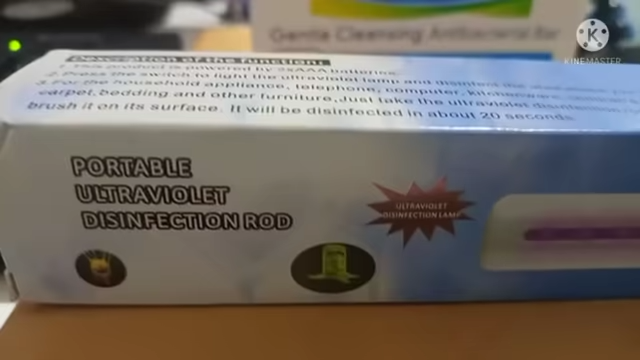 Gentle Cleansing Antibacterial Bar
KINEMASTER
Description of the function:
1. This product is powered by AAA batteries.
2. Press the switch to light the ultraviolet lamp and disinfect the
3. For the household appliance, telephone, computer, kitchenware
carpet, bedding and other furniture, Just take the ultraviolet disinfection
brush it on its surface. It will be disinfected in about 20 seconds.
PORTABLE
ULTRAVIOLET
DISINFECTION ROD
ULTRAVIOLET
DISINFECTION LAMP